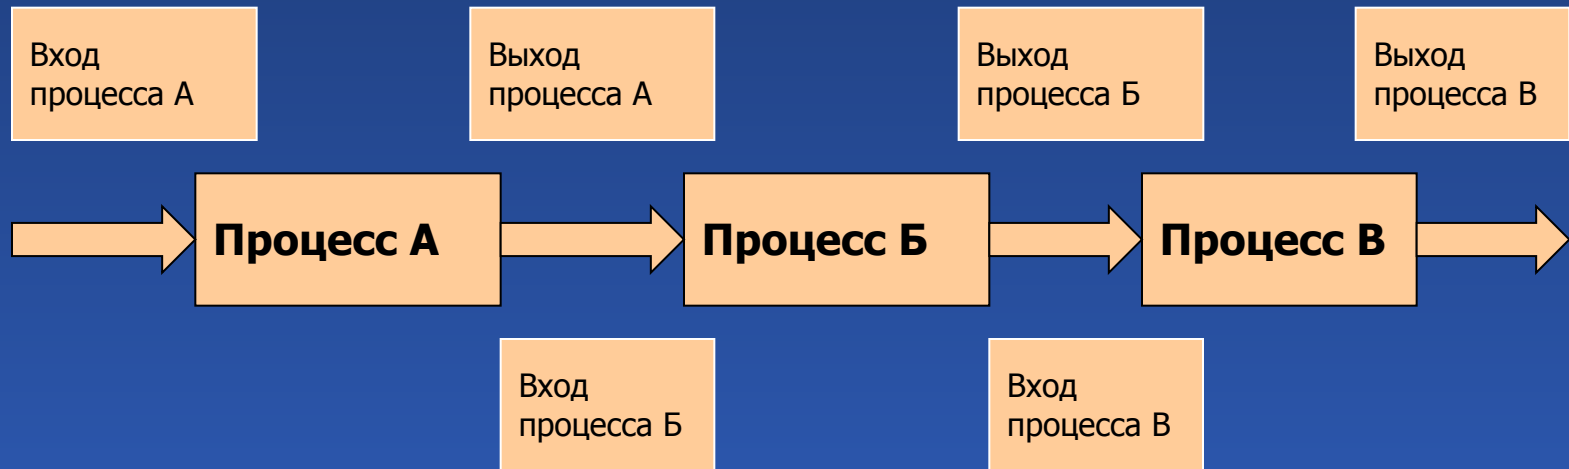 Вход
процесса А
Выход
процесса А
Выход
процесса Б
Выход
процесса В
Процесс А
Процесс Б
Процесс В
Вход
процесса Б
Вход
процесса В